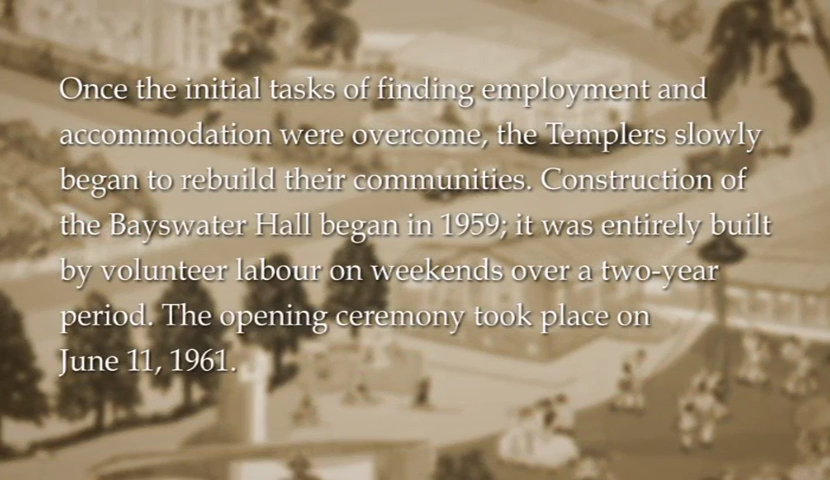 Once the initial tasks of finding employment and
accommodation were overcome, the Templers slowly
began to rebuild their communities. Construction of
the Bayswater Hall began in 1959; it was entirely built
by volunteer labour on weekends over a two-year
period. The opening ceremony took place on
June 11, 1961.